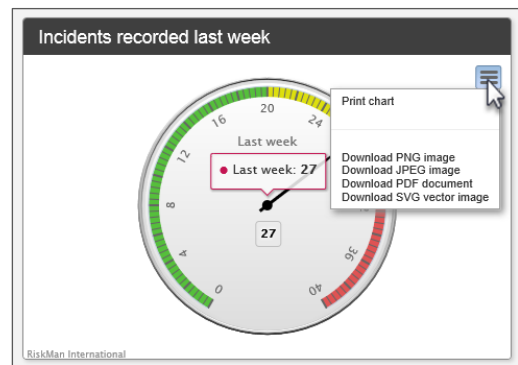 Incidents recorded last week
Print chart
Download PNG image
Download JPEG image
Download PDF document
Download SVG vector image
Last week
Last week: 27
27
0
4
8
12
16
20
24
36
40
RiskMan International